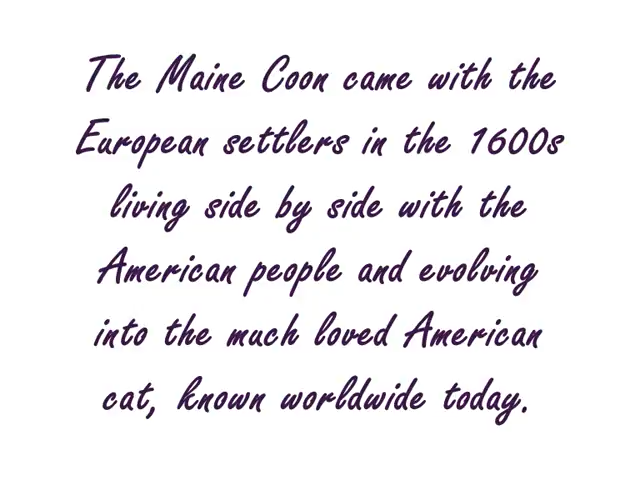 The Maine Coon came with the
European settlers in the 1600s
living side by side with the
American people and evolving
into the much loved American
cat, known worldwide today.